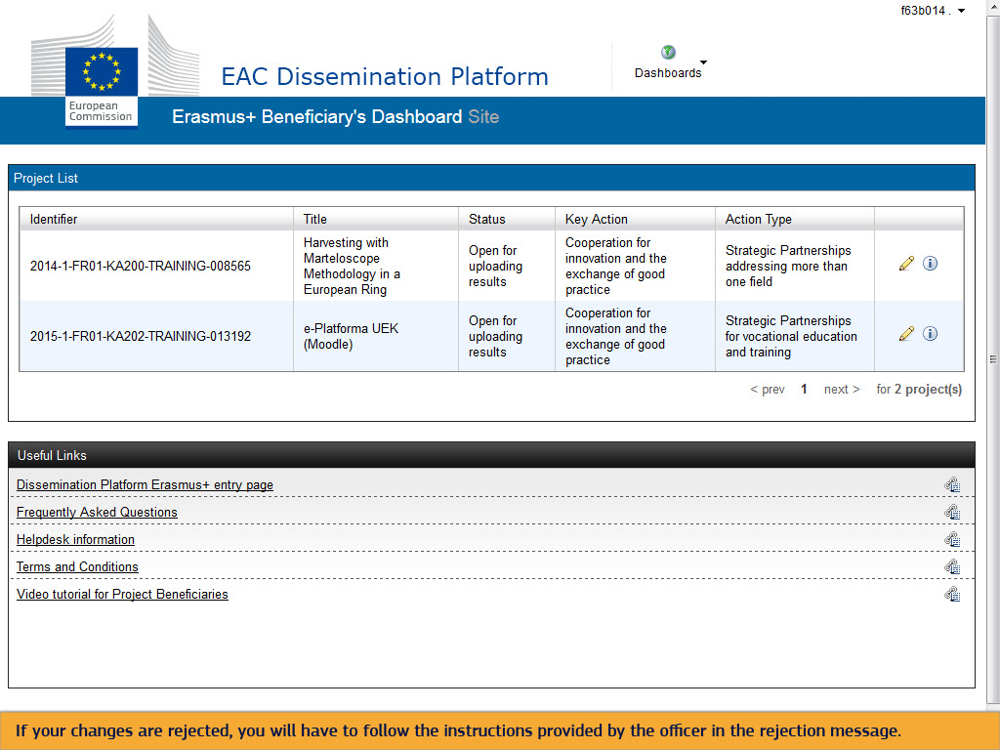 f63b014 .
EAC Dissemination Platform
Dashboards
European
Commission
Erasmus+ Beneficiary's Dashboard Site
Project List
Identifier Title Status Key Action Action Type
2014-1-FR01-KA200-TRAINING-008565
Harvesting with
Marteloscope
Methodology in a
European Ring
Open for
uploading
results
Cooperation for
innovation and the
exchange of good
practice
Strategic Partnerships
addressing more than
one field
2015-1-FR01-KA202-TRAINING-013192
e-Platforma UEK
(Moodle)
Open for
uploading
results
Cooperation for
innovation and the
exchange of good
practice
Strategic Partnerships
for vocational education
and training
< prev 1 next > for 2 project(s)
Useful Links
Dissemination Platform Erasmus+ entry page
Frequently Asked Questions
Helpdesk information
Terms and Conditions
Video tutorial for Project Beneficiaries
If your changes are rejected, you will have to follow the instructions provided by the officer in the rejection message.